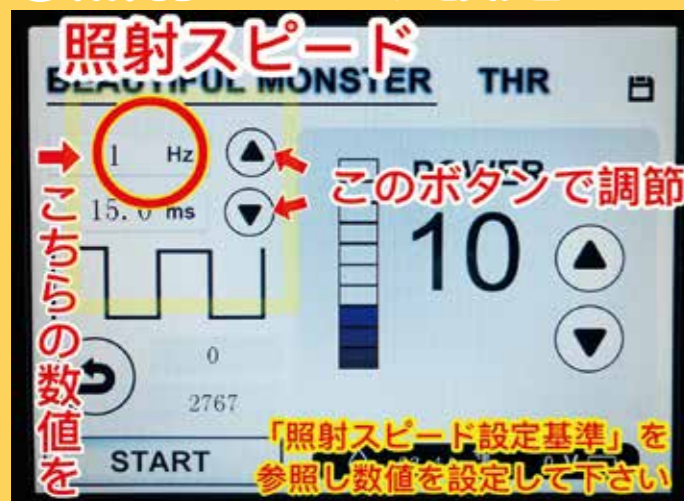 照射スピード
BEAUTIFUL MONSTER THR
1 Hz
15.0 ms
➡こちらの数値を
このボタンで調節
POWER
10
0
2767
START
「照射スピード設定基準」を
参照し数値を設定して下さい